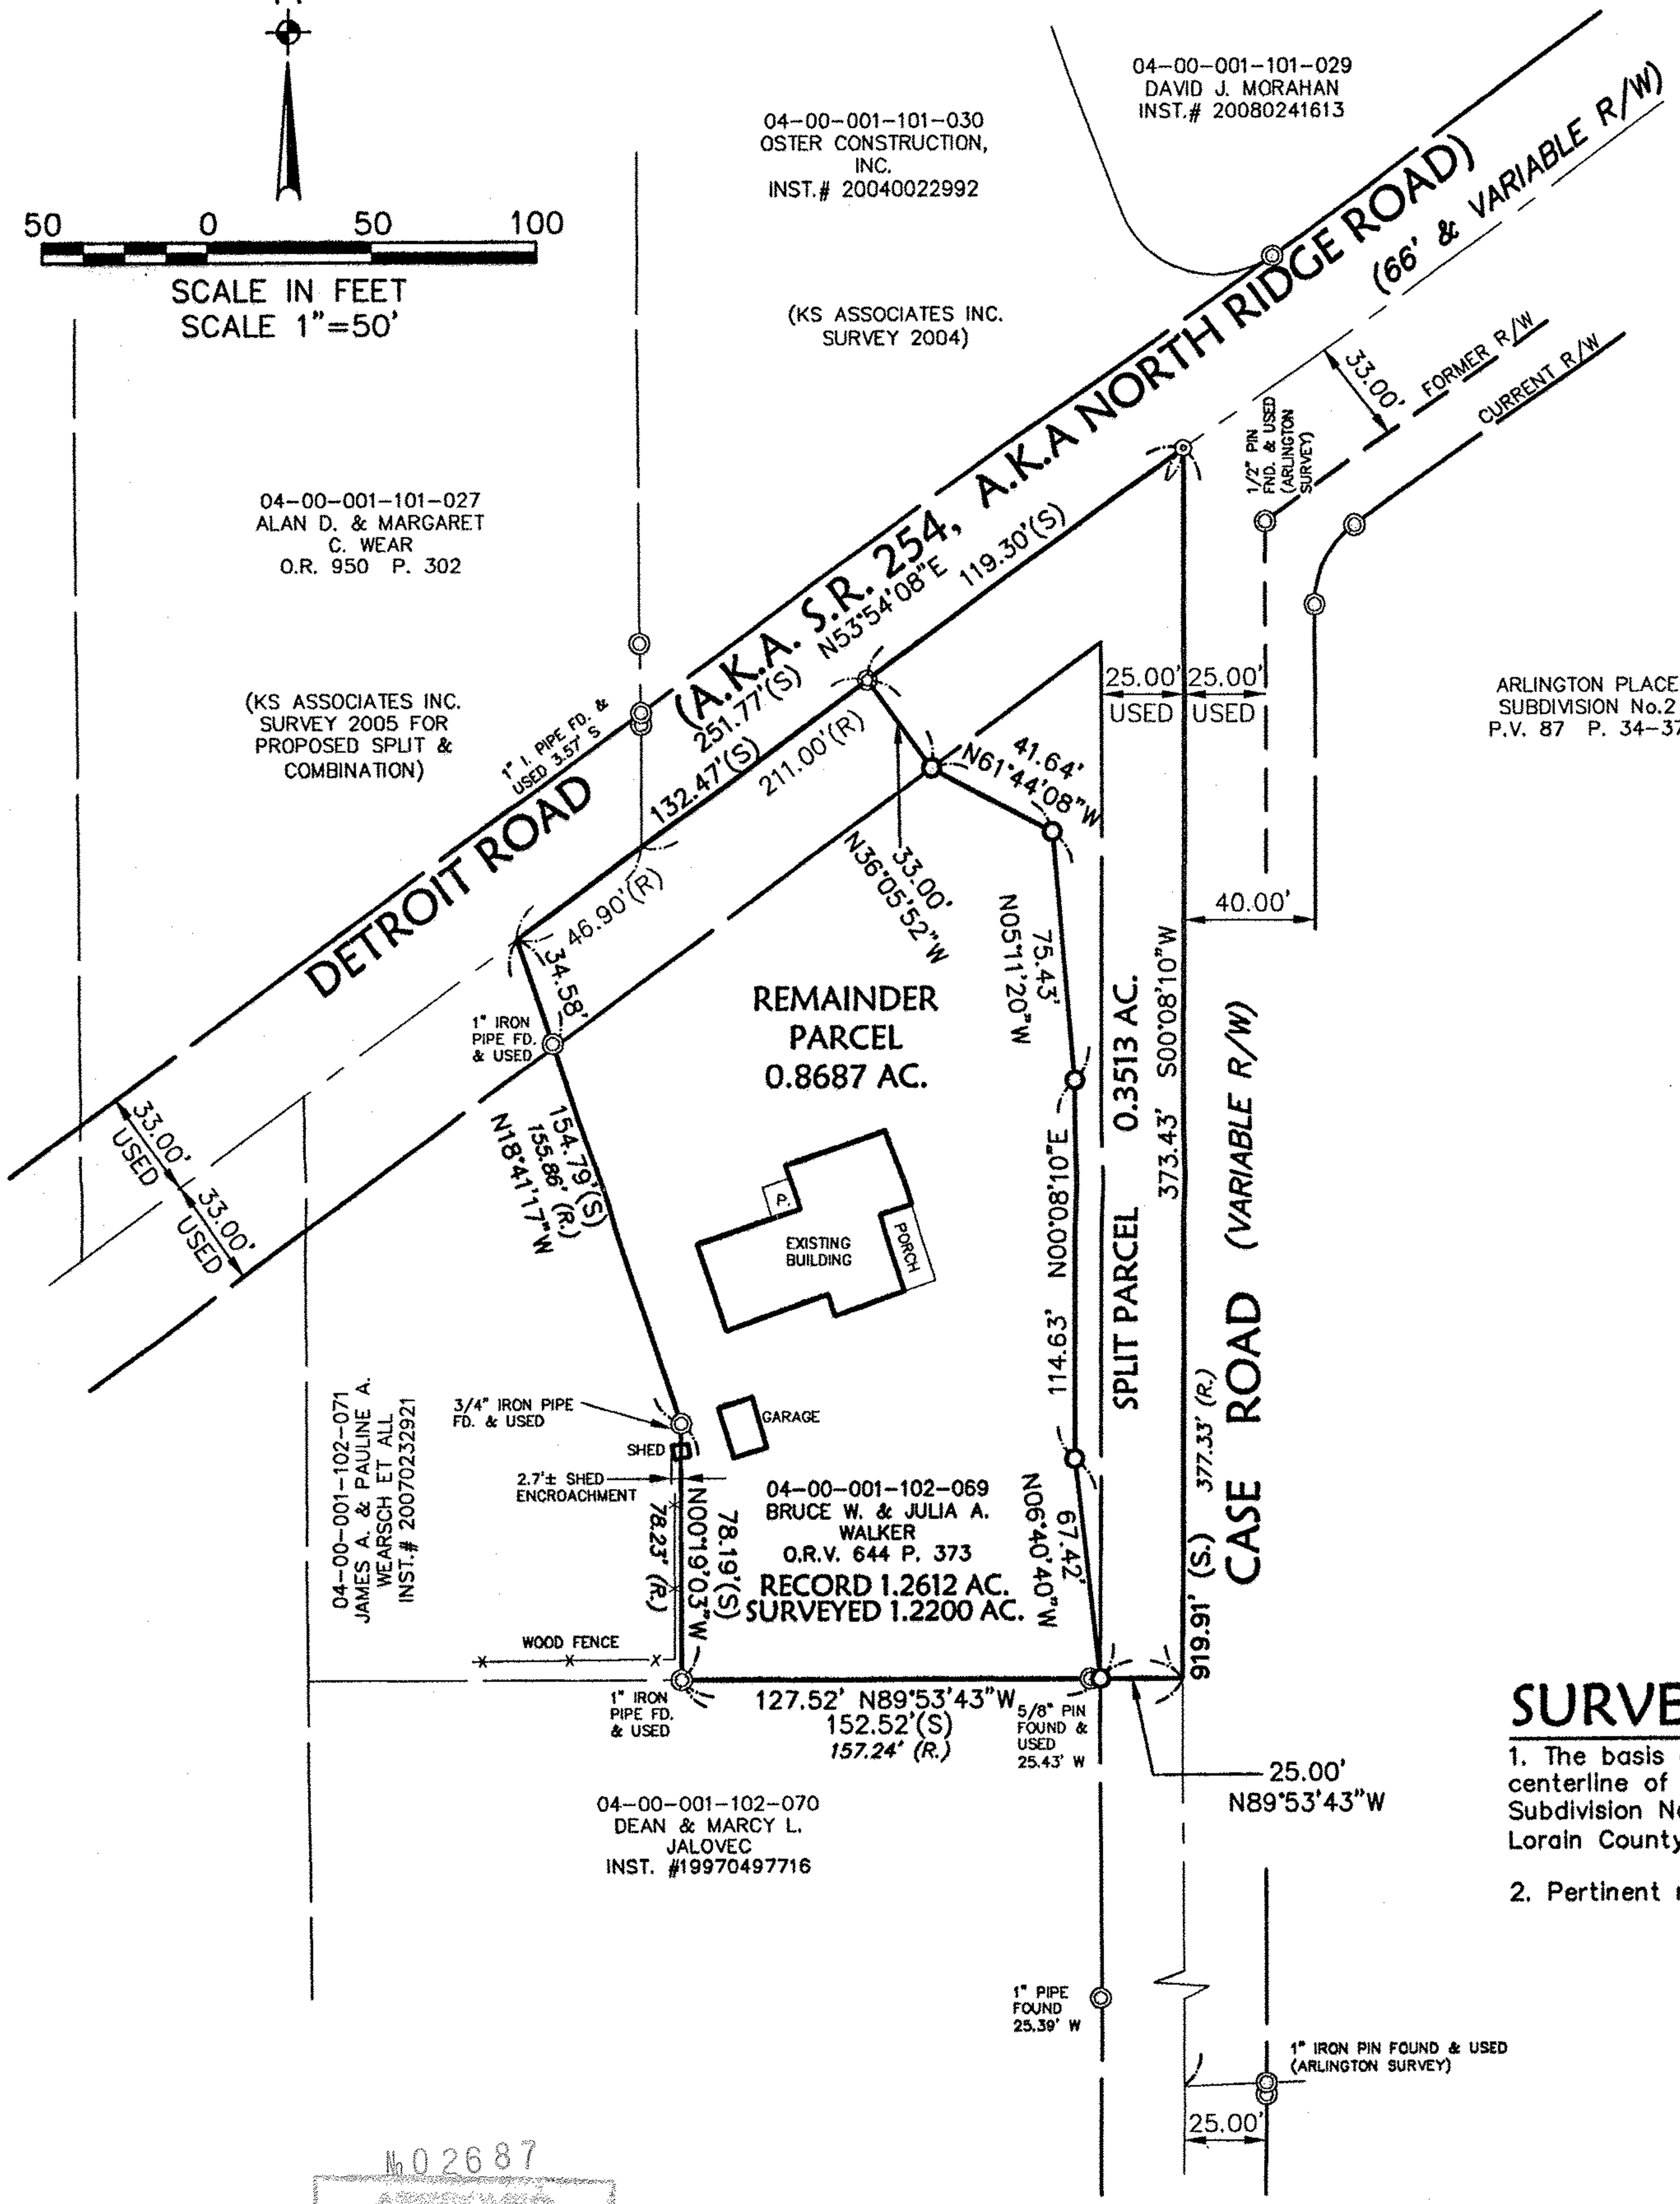 50 0 50 100
SCALE IN FEET
SCALE 1"=50'
04-00-001-101-029
DAVID J. MORAHAN
INST.# 20080241613
04-00-001-101-030
OSTER CONSTRUCTION,
INC.
INST.# 20040022992
(KS ASSOCIATES INC.
SURVEY 2004)
DETROIT ROAD (A.K.A. S.R. 254, A.K.A NORTH RIDGE ROAD)
(66' & VARIABLE R/W)
33.00'
FORMER R/W
CURRENT R/W
1/2" PIN
FND. & USED
(ARLINGTON
SURVEY)
04-00-001-101-027
ALAN D. & MARGARET
C. WEAR
O.R. 950 P. 302
(KS ASSOCIATES INC.
SURVEY 2005 FOR
PROPOSED SPLIT &
COMBINATION)
1" I. PIPE FD. &
USED 3.57' S
251.77'(S) N53°54'08"E
119.30'(S)
132.47'(S)
211.00'(R)
46.90'(R)
25.00' 25.00'
USED USED
ARLINGTON PLACE
SUBDIVISION No.2
P.V. 87 P. 34-37
41.64'
N61°44'08"W
33.00'
N36°05'52"W
40.00'
34.58'
1" IRON
PIPE FD.
& USED
75.43'
N05°11'20"W
REMAINDER
PARCEL
0.8687 AC.
33.00'
USED
33.00'
USED
154.79'(S)
155.86' (R.)
N18°41'17"W
EXISTING
BUILDING
P.
PORCH
114.63' N00°08'10"E
SPLIT PARCEL 0.3513 AC.
373.43' S00°08'10"W
377.33' (R.)
919.91' (S.)
CASE ROAD (VARIABLE R/W)
04-00-001-102-071
JAMES A. & PAULINE A.
WEARSCH ET ALL
INST.# 20070232921
3/4" IRON PIPE
FD. & USED
GARAGE
SHED
2.7'± SHED
ENCROACHMENT
78.19'(S)
N00°19'03"W
78.23' (R.)
04-00-001-102-069
BRUCE W. & JULIA A.
WALKER
O.R.V. 644 P. 373
RECORD 1.2612 AC.
SURVEYED 1.2200 AC.
67.42'
N06°40'40"W
WOOD FENCE
1" IRON
PIPE FD.
& USED
127.52' N89°53'43"W
152.52'(S)
157.24' (R.)
5/8" PIN
FOUND &
USED
25.43' W
25.00'
N89°53'43"W
04-00-001-102-070
DEAN & MARCY L.
JALOVEC
INST. #19970497716
SURVE
1. The basis
centerline of
Subdivision
Lorain County
2. Pertinent
1" PIPE
FOUND
25.39' W
1" IRON PIN FOUND & USED
(ARLINGTON SURVEY)
25.00'
No 02687